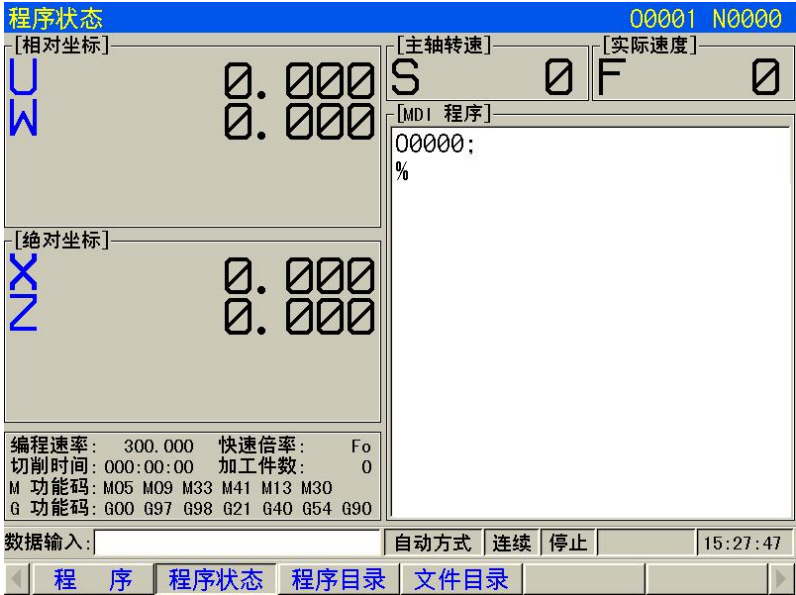 程序状态 O0001 N0000
[相对坐标]
U 0.000
W 0.000
[主轴转速]
S 0
[实际速度]
F 0
[绝对坐标]
X 0.000
Z 0.000
[MDI 程序]
O0000;
%
编程速率: 300.000 快速倍率: Fo
切削时间: 000:00:00 加工件数: 0
M 功能码: M05 M09 M33 M41 M13 M30
G 功能码: G00 G97 G98 G21 G40 G54 G90
数据输入: 自动方式 连续 停止 15:27:47
程 序 程序状态 程序目录 文件目录